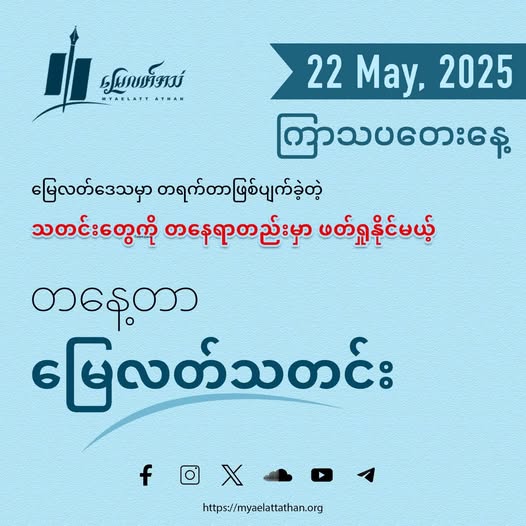 မြေလတ်အသံ
MYAELATT ATHAN
22 May, 2025
ကြာသပတေးနေ့
မြေလတ်ဒေသမှာ တရက်တာဖြစ်ပျက်ခဲ့တဲ့
သတင်းတွေကို တနေရာတည်းမှာ ဖတ်ရှုနိုင်မယ့်
တနေ့တာ
မြေလတ်သတင်း
https://myaelattathan.org